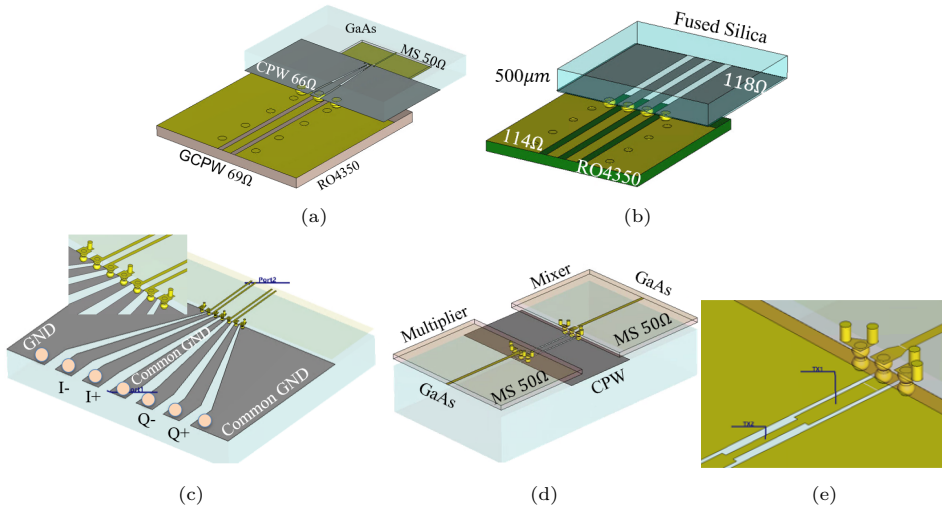 GaAs
MS 50Ω
CPW 66Ω
GCPW 69Ω
RO4350
(a)
Fused Silica
500μm
118Ω
114Ω
RO4350
(b)
Port2
GND
Common GND
Common GND
I-
I+
Q-
Q+
(c)
Mixer
GaAs
Multiplier
MS 50Ω
MS 50Ω
GaAs
CPW
(d)
TX1
TX2
(e)